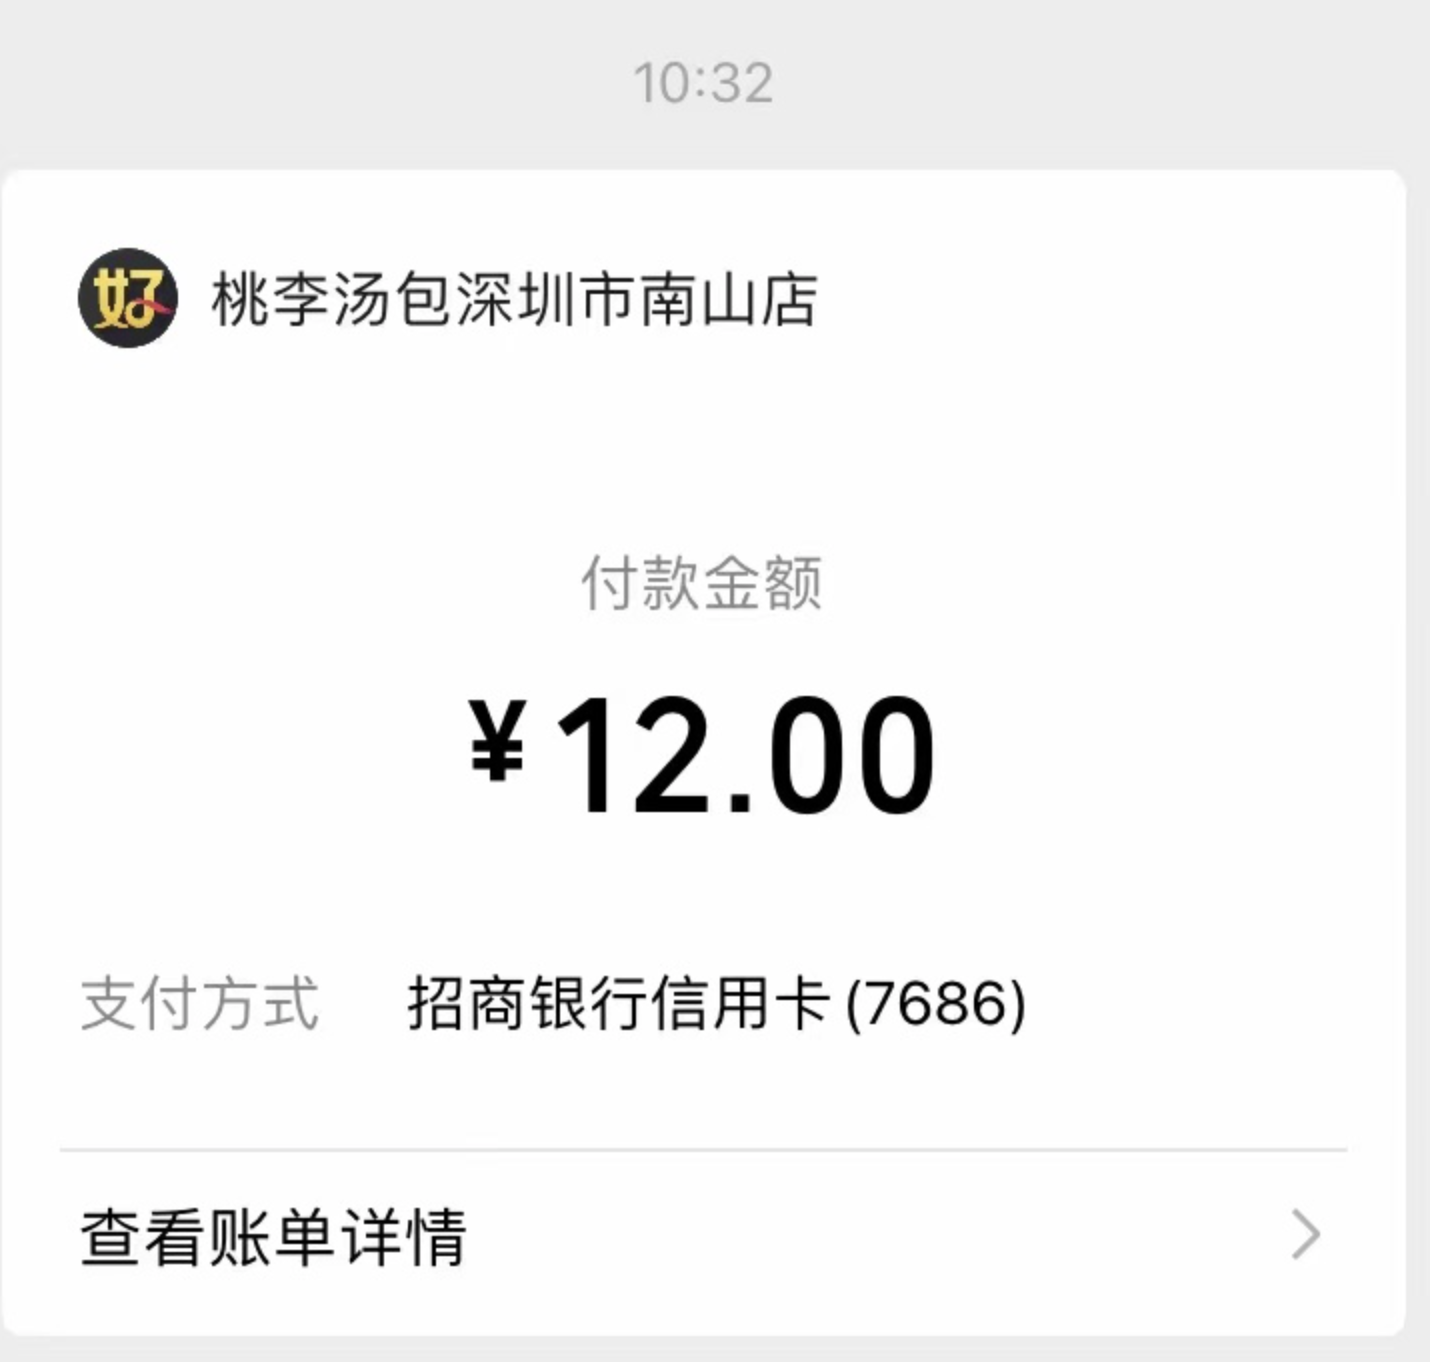 10:32
好
桃李汤包深圳市南山店
付款金额
¥12.00
支付方式 招商银行信用卡(7686)
查看账单详情